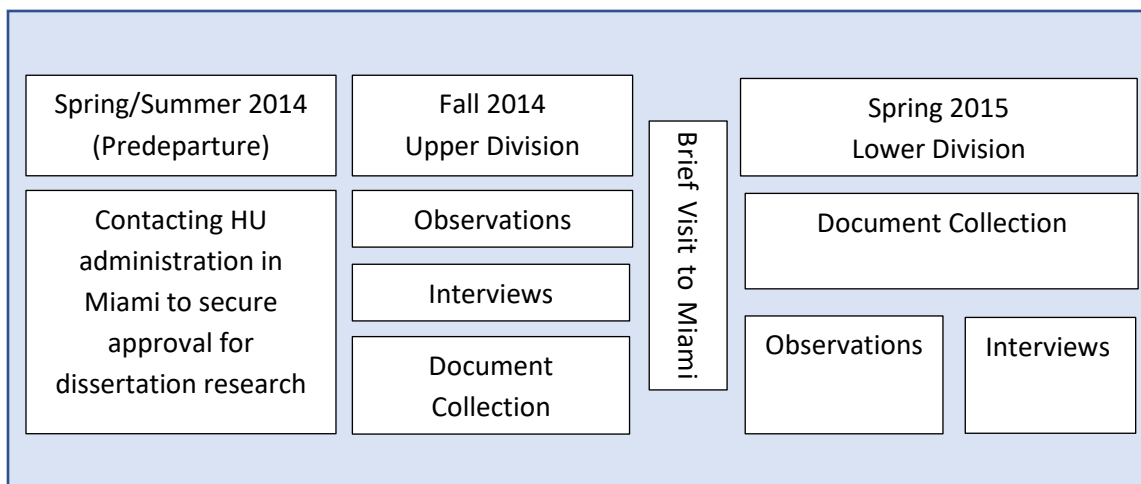 Spring/Summer 2014
(Predeparture)
Contacting HU
administration in
Miami to secure
approval for
dissertation research
Fall 2014
Upper Division
Observations
Interviews
Document
Collection
Brief Visit to Miami
Spring 2015
Lower Division
Document Collection
Observations
Interviews